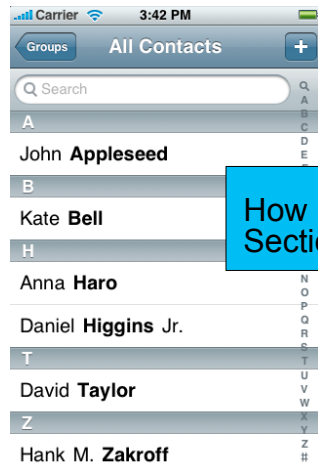 Carrier 3:42 PM
Groups All Contacts +
Search
A
John Appleseed
B
Kate Bell
H
Anna Haro
Daniel Higgins Jr.
T
David Taylor
Z
Hank M. Zakroff
How
Secti
A
B
C
D
E
N
O
P
Q
R
S
T
U
V
W
X
Y
Z
#